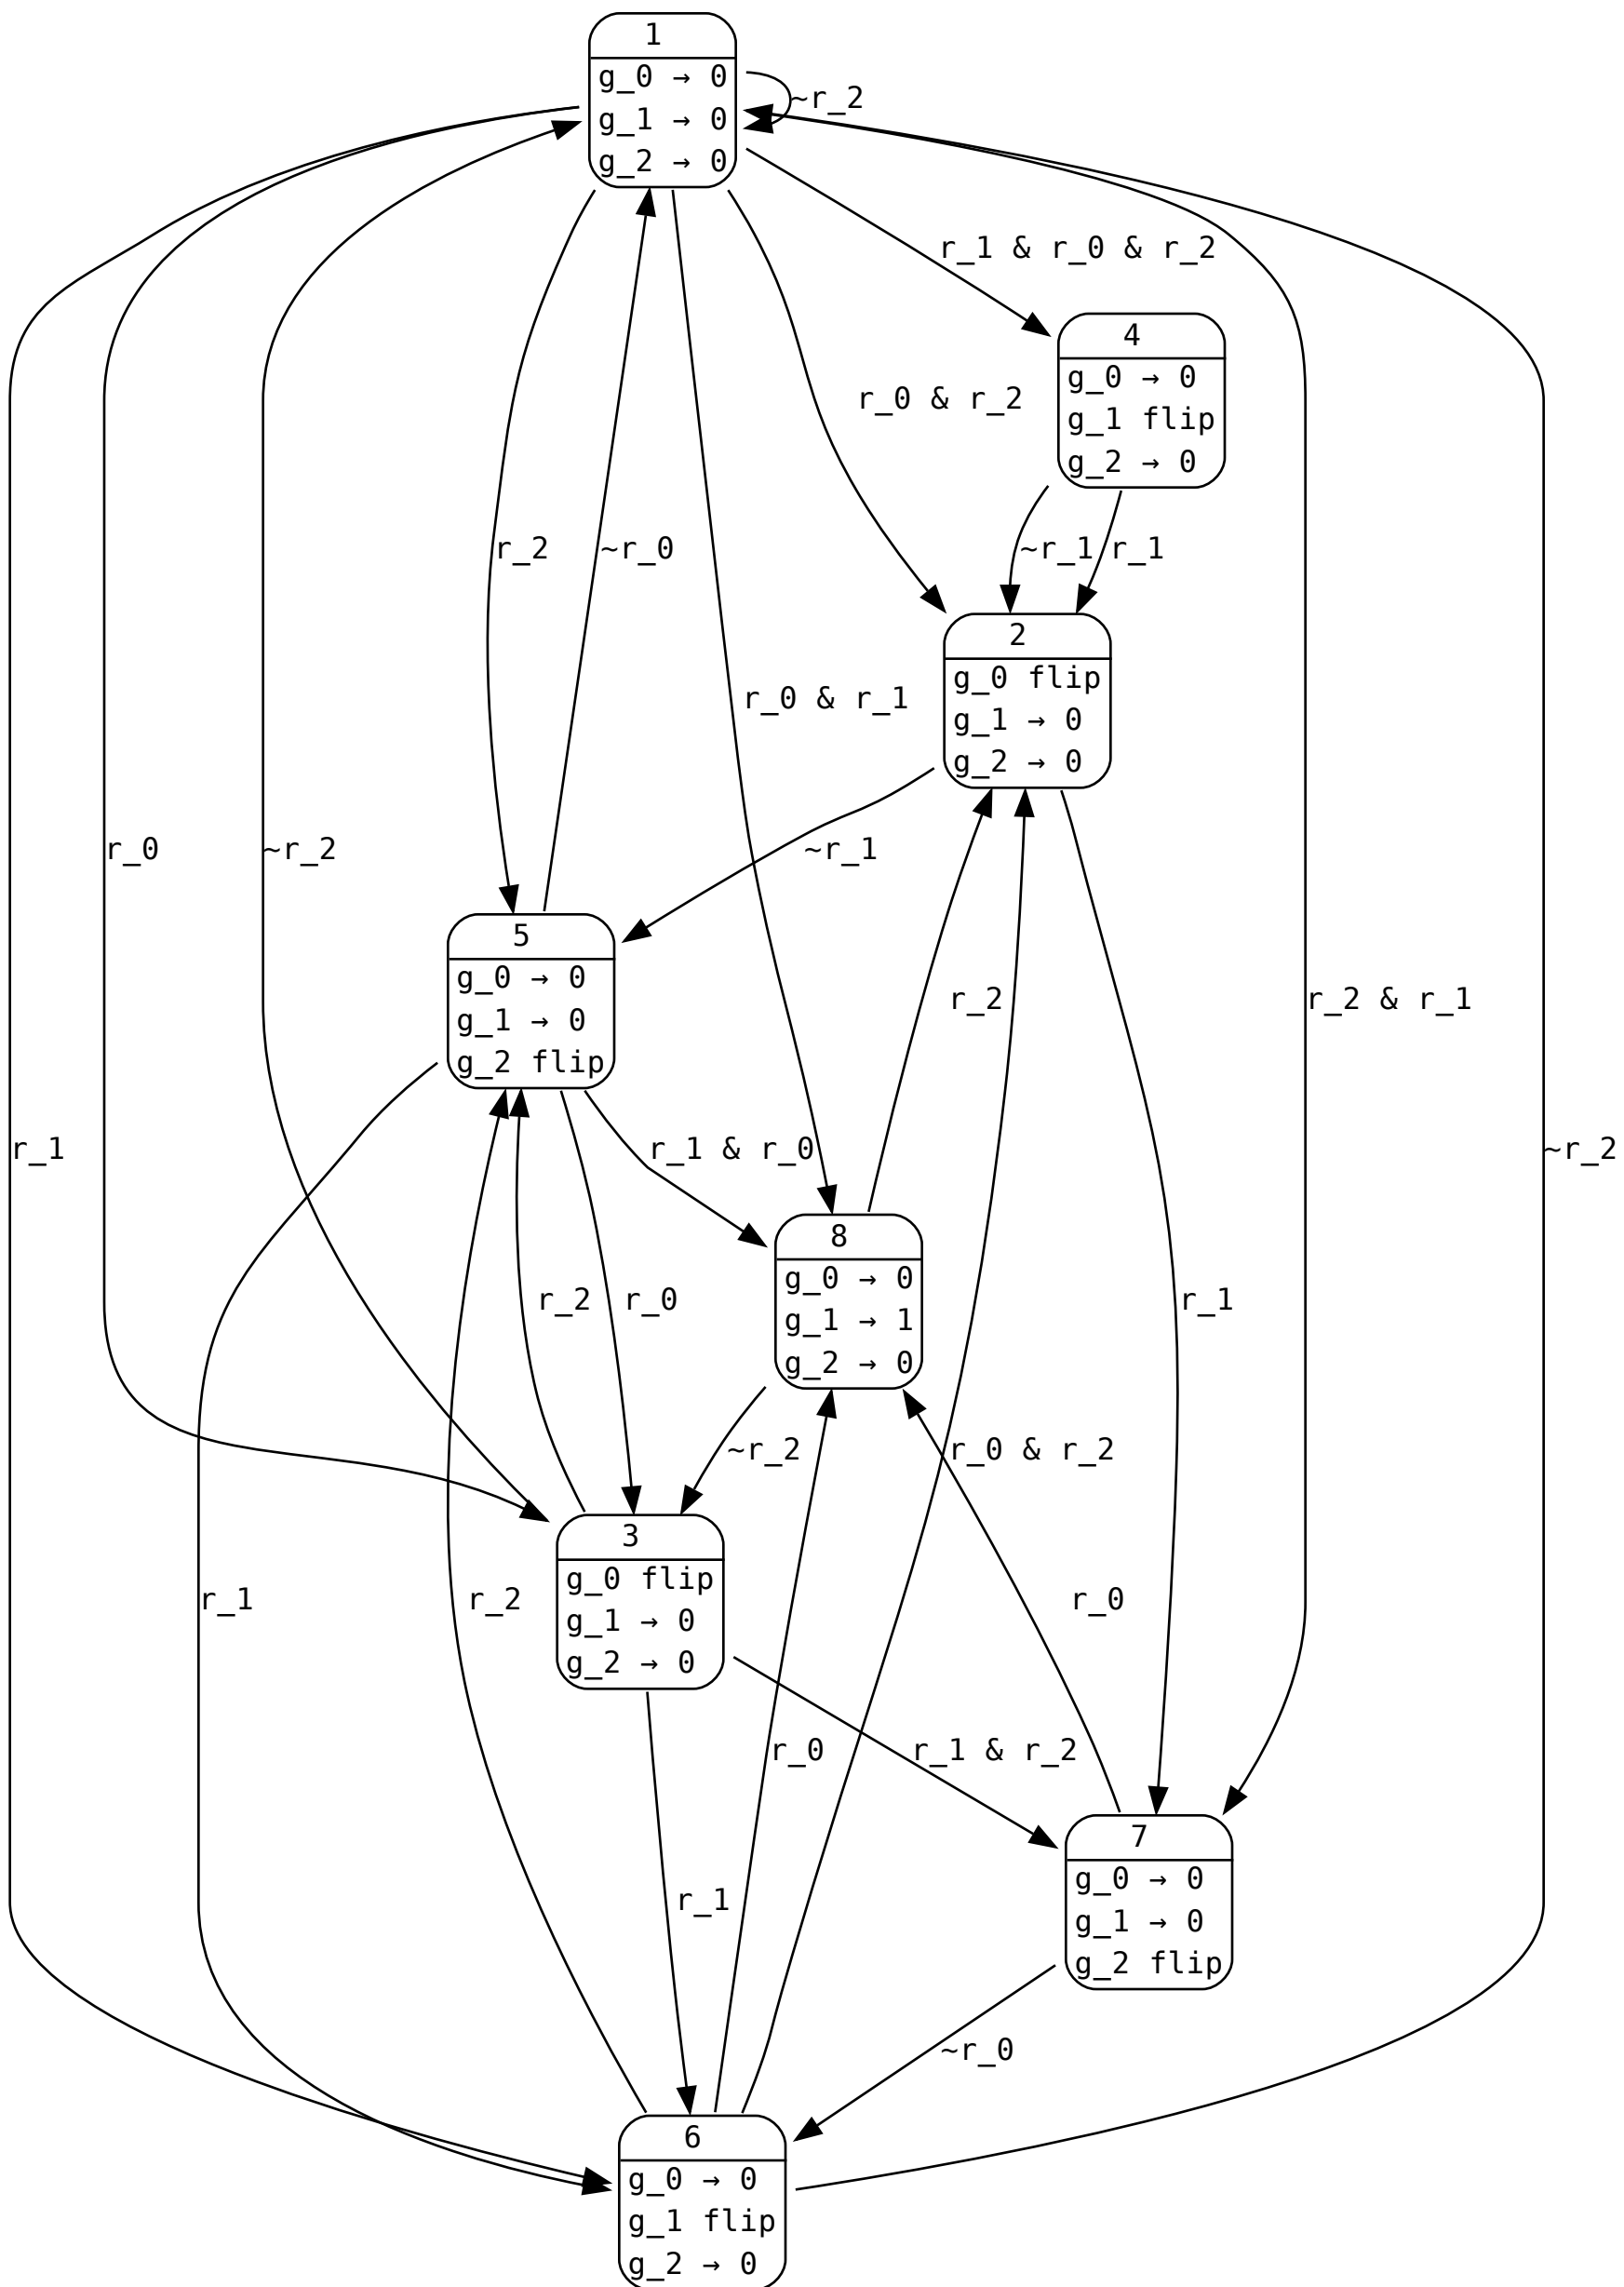 1
g_0 → 0
g_1 → 0
g_2 → 0
~r_2
r_1 & r_0 & r_2
4
g_0 → 0
g_1 flip
g_2 → 0
r_0 & r_2
r_2
~r_0
~r_1
r_1
2
g_0 flip
g_1 → 0
g_2 → 0
r_0 & r_1
r_0
~r_2
~r_1
5
g_0 → 0
g_1 → 0
g_2 flip
r_2
r_2 & r_1
r_1
r_1 & r_0
~r_2
8
g_0 → 0
g_1 → 1
g_2 → 0
r_2
r_0
r_1
~r_2
r_0 & r_2
3
g_0 flip
g_1 → 0
g_2 → 0
r_1
r_2
r_0
r_0
r_1 & r_2
7
g_0 → 0
g_1 → 0
g_2 flip
r_1
~r_0
6
g_0 → 0
g_1 flip
g_2 → 0